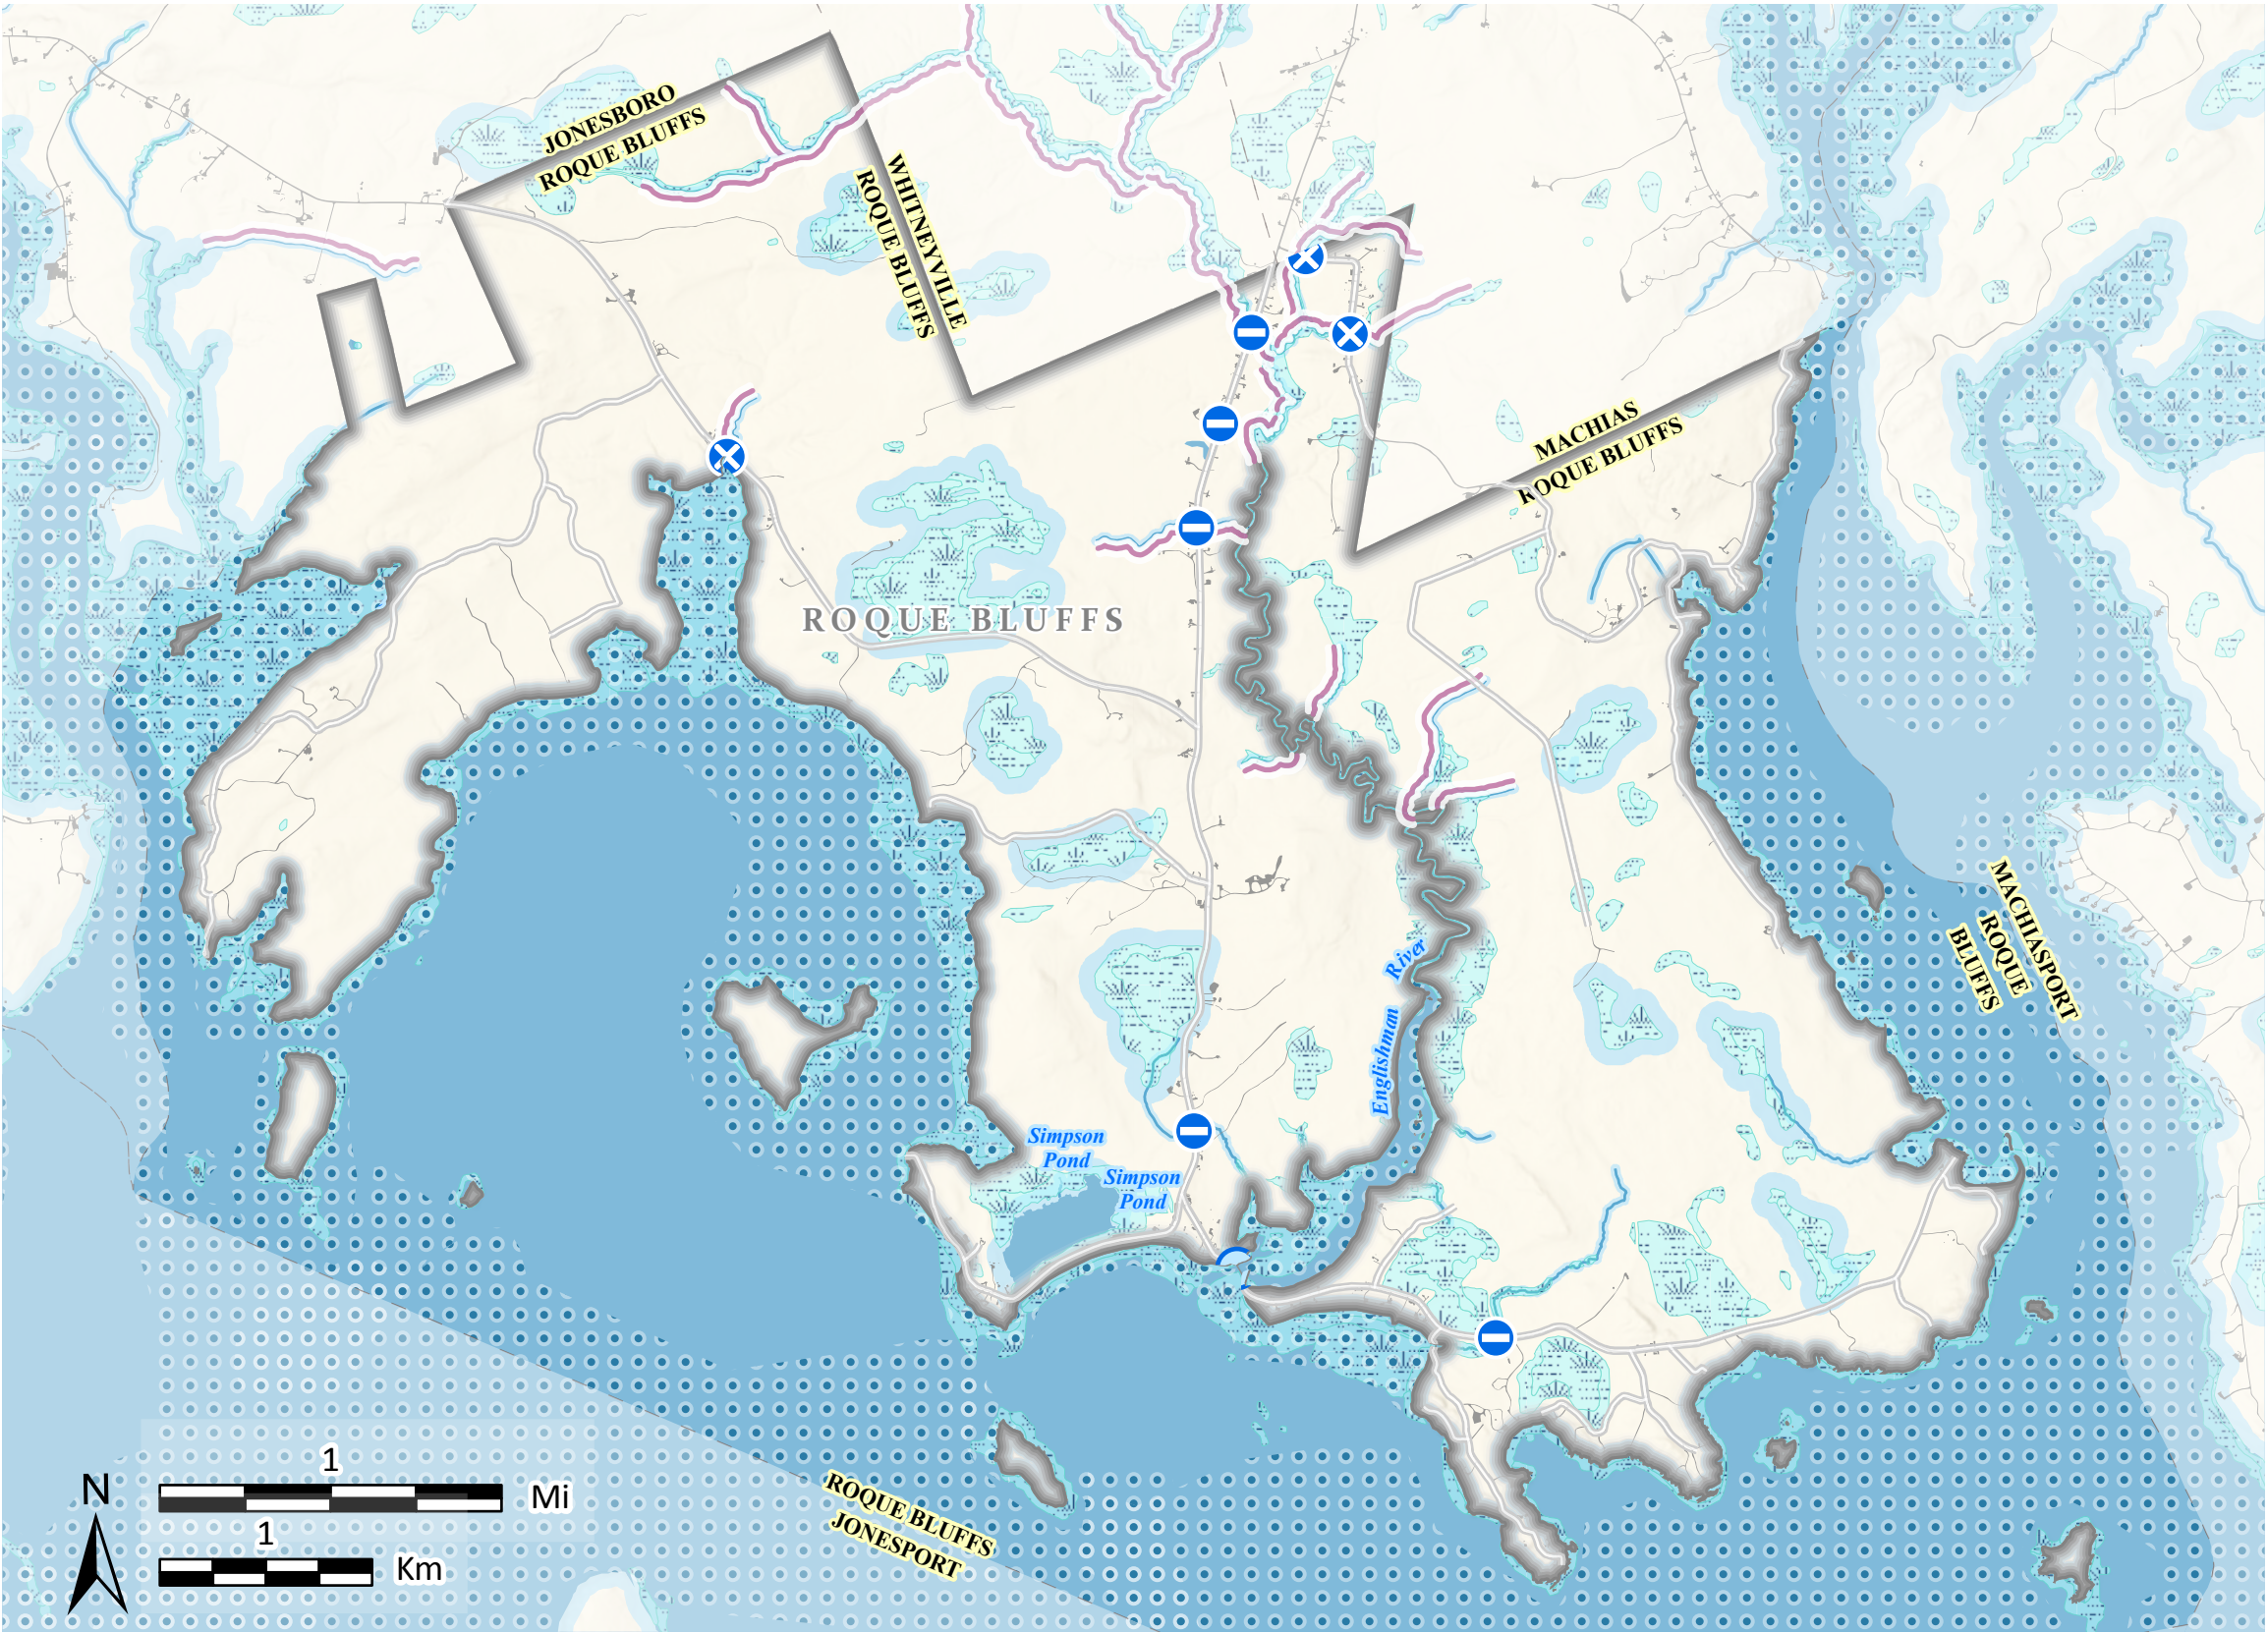 JONESBORO
ROQUE BLUFFS
WHITNEYVILLE
ROQUE BLUFFS
MACHIAS
ROQUE BLUFFS
ROQUE BLUFFS
MACHIASPORT
ROQUE
BLUFFS
River
Englishman
Simpson
Pond
Simpson
Pond
ROQUE BLUFFS
JONESPORT
N
1
Mi
1
Km